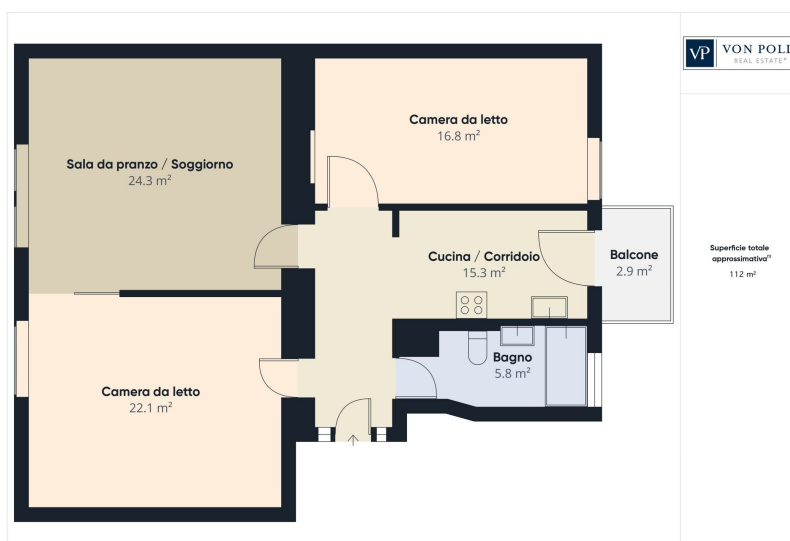 VP
VON POLL
REAL ESTATE®
Camera da letto
16.8 m²
Sala da pranzo / Soggiorno
24.3 m²
Cucina / Corridoio
15.3 m²
Balcone
2.9 m²
Superficie totale
approssimativa⁽¹⁾
112 m²
Bagno
5.8 m²
Camera da letto
22.1 m²